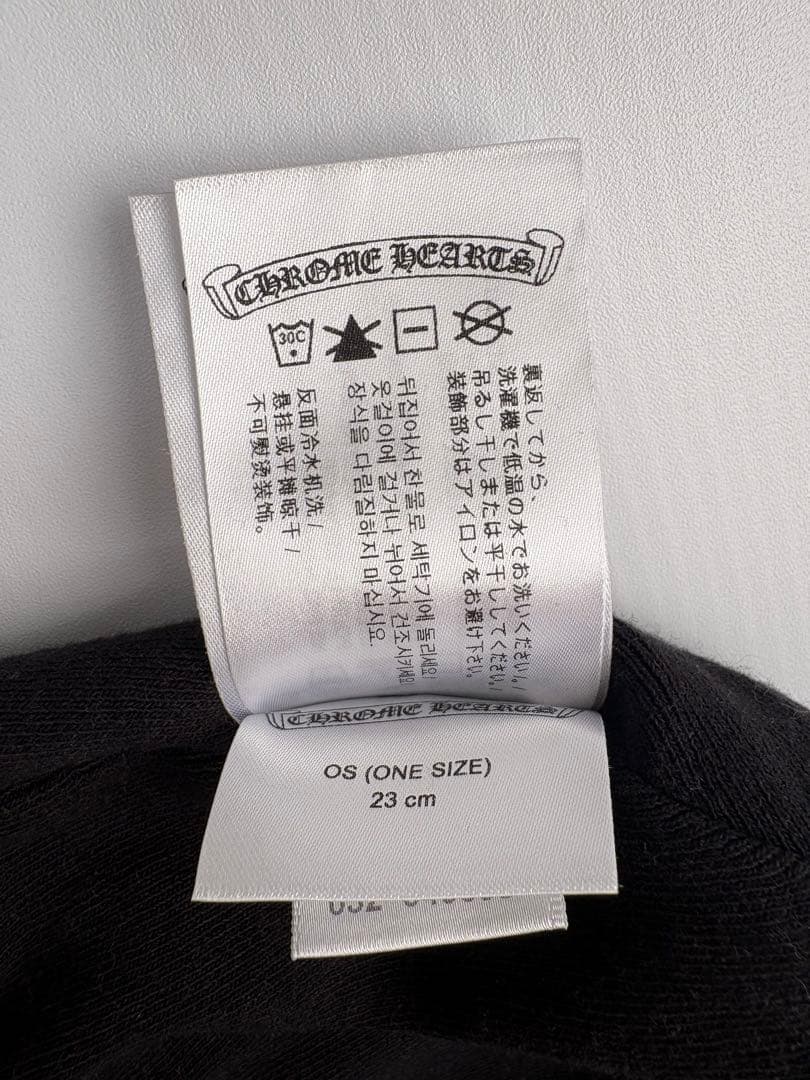 CHROME HEARTS
30C
裏返してから、
洗濯機で低温の水でお洗いください。/
吊るし干しまたは平干ししてください。/
装飾部分はアイロンをお避け下さい。
뒤집어서 찬물로 세탁기에 돌리세요/
옷걸이에 걸거나 뉘어서 건조시키세요
장식을 다림질하지 마십시요.
反面冷水机洗/
悬挂或平摊晾干/
不可熨烫装饰。
CHROME HEARTS
OS (ONE SIZE)
23 cm